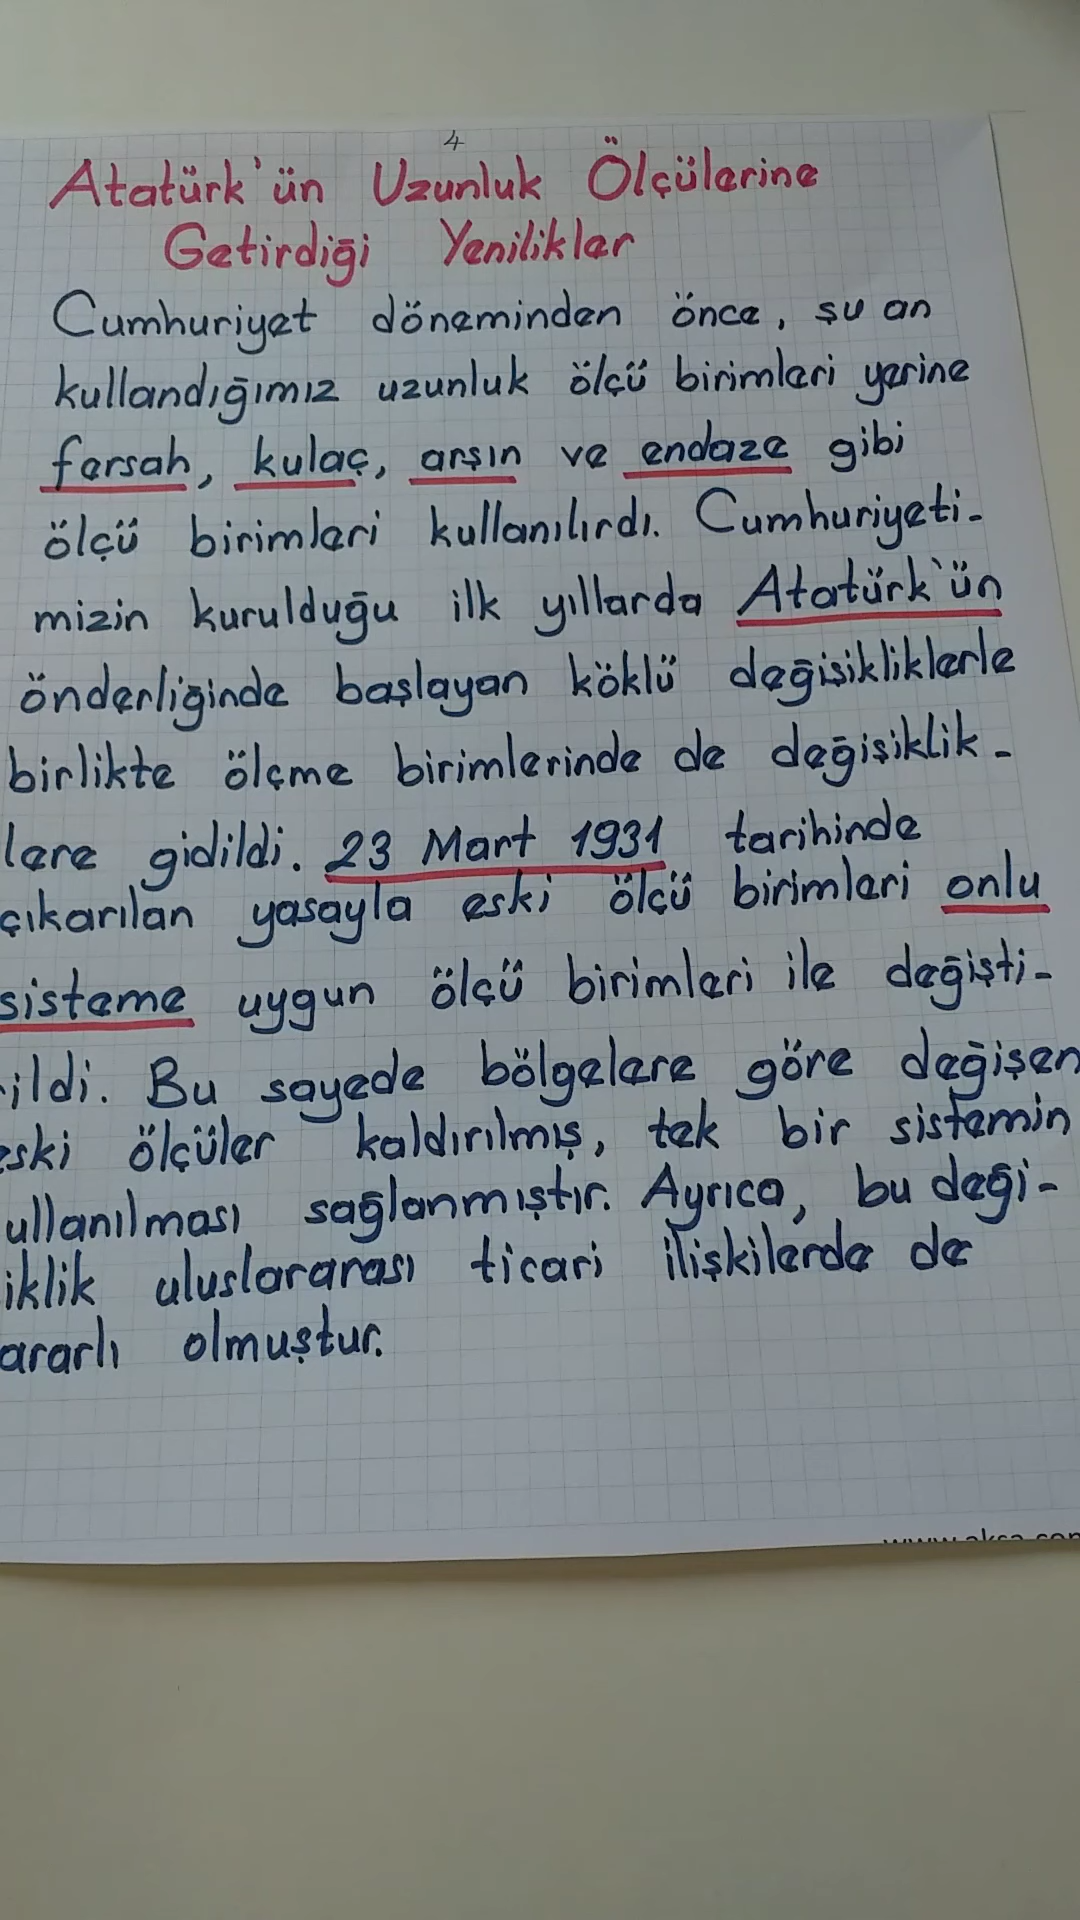 4
Atatürk'ün Uzunluk Ölçülerine
Getirdiği Yenilikler
Cumhuriyet döneminden önce, şu an
kullandığımız uzunluk ölçü birimleri yerine
fersah, kulaç, arşın ve endaze gibi
ölçü birimleri kullanılırdı. Cumhuriyeti-
mizin kurulduğu ilk yıllarda Atatürk'ün
önderliğinde başlayan köklü değişikliklerle
birlikte ölçme birimlerinde de değişiklik-
lere gidildi. 23 Mart 1931 tarihinde
çıkarılan yasayla eski ölçü birimleri onlu
sisteme uygun ölçü birimleri ile değişti-
rildi. Bu sayede bölgelere göre değişen
eski ölçüler kaldırılmış, tek bir sistemin
ullanılması sağlanmıştır. Ayrıca, bu deği-
iklik uluslararası ticari ilişkilerde de
ararlı olmuştur.